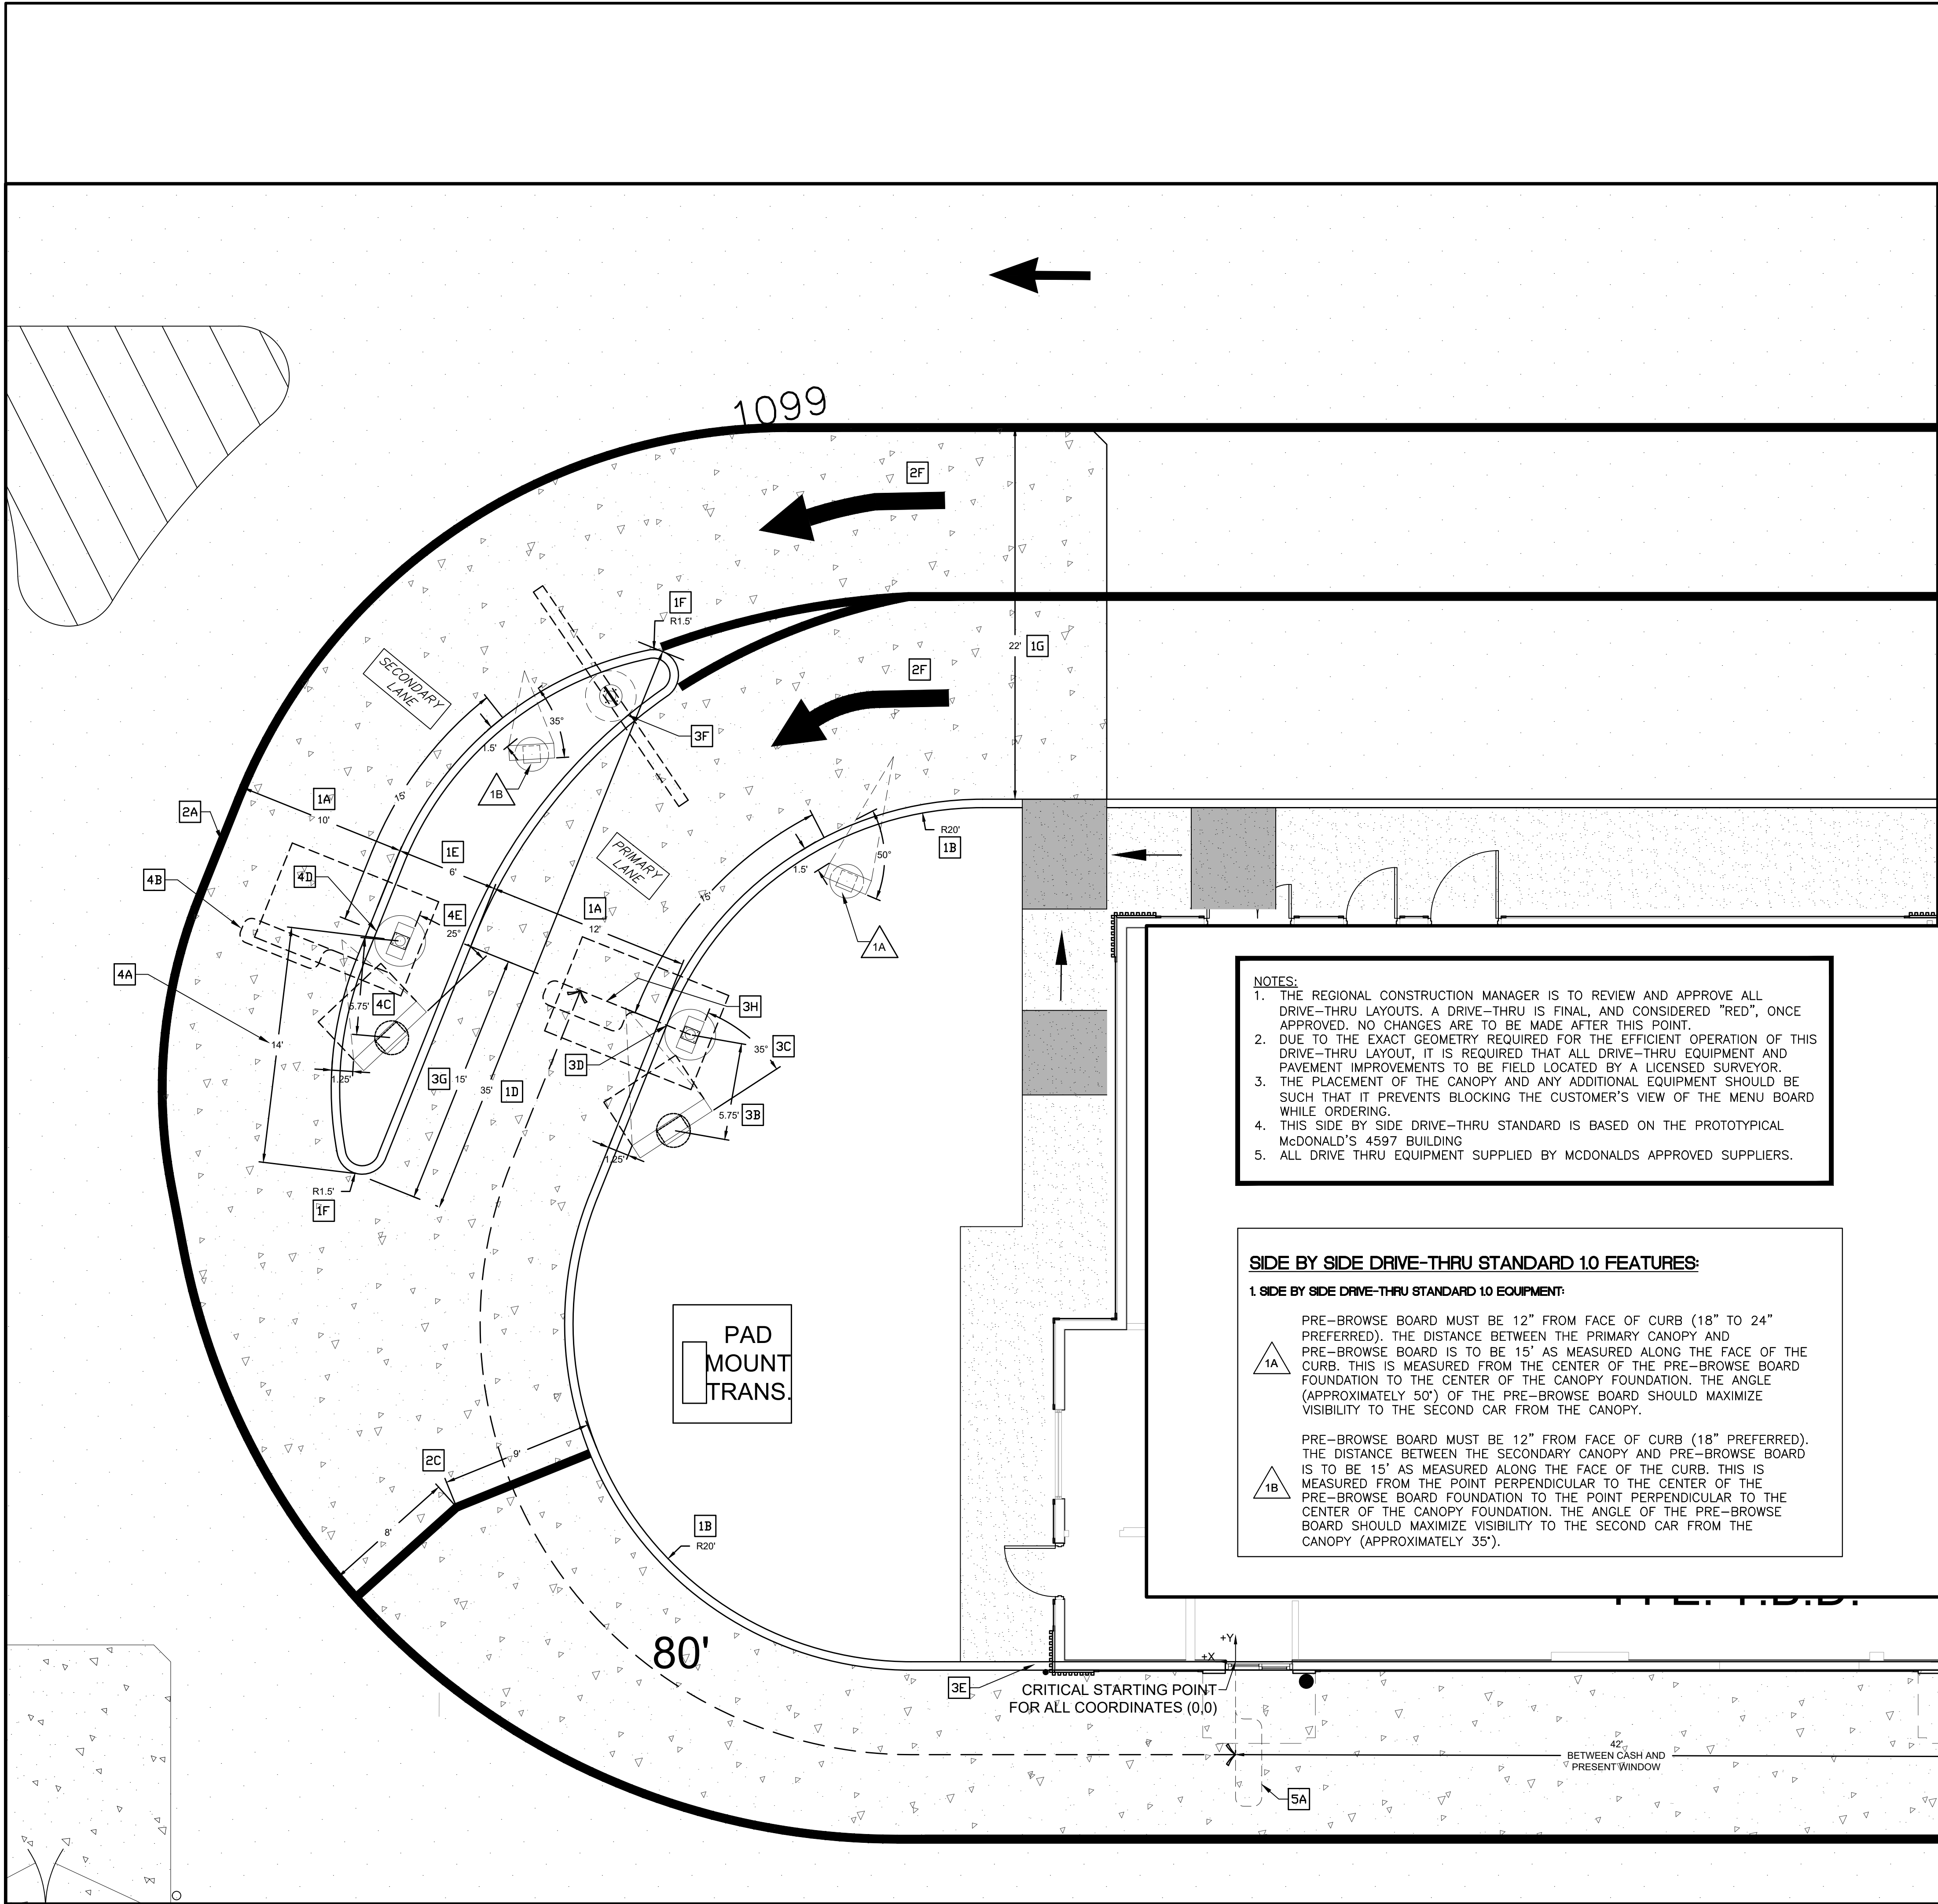 1099
2F
1F
R1.5'
22'
1G
2F
SECONDARY
LANE
35°
1.5'
3F
1B
15'
1A
10'
2A
R20'
1B
PRIMARY
LANE
50°
1.5'
1E
6'
4B
4D
15'
1A
12'
4E
25°
1A
4A
5.75'
4C
3H
14'
35°
3C
3D
1.25'
3G
15'
35'
1D
5.75'
3B
1.25'
R1.5'
1F
PAD
MOUNT
TRANS.
2C
9'
8'
1B
R20'
80'
+Y
+X
3E
CRITICAL STARTING POINT
FOR ALL COORDINATES (0,0)
42'
BETWEEN CASH AND
PRESENT WINDOW
5A
NOTES:
1. THE REGIONAL CONSTRUCTION MANAGER IS TO REVIEW AND APPROVE ALL
DRIVE-THRU LAYOUTS. A DRIVE-THRU IS FINAL, AND CONSIDERED "RED", ONCE
APPROVED. NO CHANGES ARE TO BE MADE AFTER THIS POINT.
2. DUE TO THE EXACT GEOMETRY REQUIRED FOR THE EFFICIENT OPERATION OF THIS
DRIVE-THRU LAYOUT, IT IS REQUIRED THAT ALL DRIVE-THRU EQUIPMENT AND
PAVEMENT IMPROVEMENTS TO BE FIELD LOCATED BY A LICENSED SURVEYOR.
3. THE PLACEMENT OF THE CANOPY AND ANY ADDITIONAL EQUIPMENT SHOULD BE
SUCH THAT IT PREVENTS BLOCKING THE CUSTOMER'S VIEW OF THE MENU BOARD
WHILE ORDERING.
4. THIS SIDE BY SIDE DRIVE-THRU STANDARD IS BASED ON THE PROTOTYPICAL
McDONALD'S 4597 BUILDING
5. ALL DRIVE THRU EQUIPMENT SUPPLIED BY MCDONALDS APPROVED SUPPLIERS.
SIDE BY SIDE DRIVE-THRU STANDARD 1.0 FEATURES:
1. SIDE BY SIDE DRIVE-THRU STANDARD 1.0 EQUIPMENT:
1A
PRE-BROWSE BOARD MUST BE 12" FROM FACE OF CURB (18" TO 24"
PREFERRED). THE DISTANCE BETWEEN THE PRIMARY CANOPY AND
PRE-BROWSE BOARD IS TO BE 15' AS MEASURED ALONG THE FACE OF THE
CURB. THIS IS MEASURED FROM THE CENTER OF THE PRE-BROWSE BOARD
FOUNDATION TO THE CENTER OF THE CANOPY FOUNDATION. THE ANGLE
(APPROXIMATELY 50°) OF THE PRE-BROWSE BOARD SHOULD MAXIMIZE
VISIBILITY TO THE SECOND CAR FROM THE CANOPY.
1B
PRE-BROWSE BOARD MUST BE 12" FROM FACE OF CURB (18" PREFERRED).
THE DISTANCE BETWEEN THE SECONDARY CANOPY AND PRE-BROWSE BOARD
IS TO BE 15' AS MEASURED ALONG THE FACE OF THE CURB. THIS IS
MEASURED FROM THE POINT PERPENDICULAR TO THE CENTER OF THE
PRE-BROWSE BOARD FOUNDATION TO THE POINT PERPENDICULAR TO THE
CENTER OF THE CANOPY FOUNDATION. THE ANGLE OF THE PRE-BROWSE
BOARD SHOULD MAXIMIZE VISIBILITY TO THE SECOND CAR FROM THE
CANOPY (APPROXIMATELY 35°).